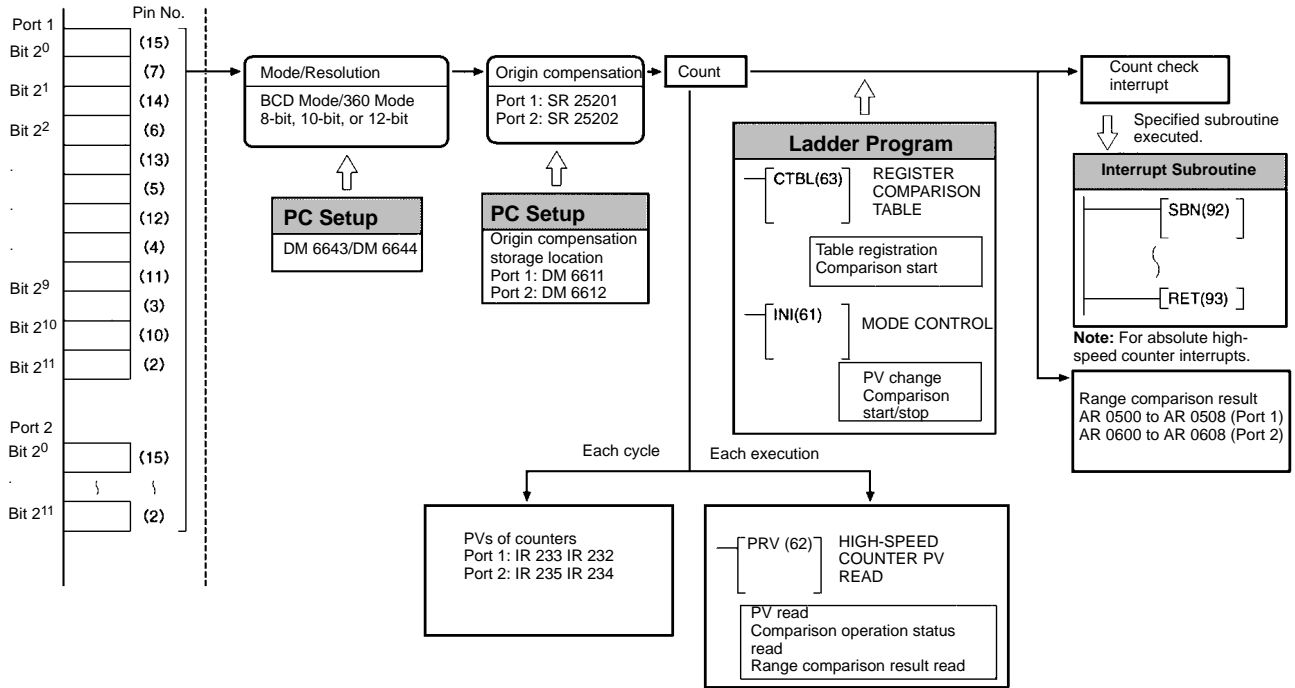 Pin No.
Port 1
Bit 2⁰
Bit 2¹
Bit 2²
.
.
.
Bit 2⁹
Bit 2¹⁰
Bit 2¹¹
(15)
(7)
(14)
(6)
(13)
(5)
(12)
(4)
(11)
(3)
(10)
(2)
Port 2
Bit 2⁰
.
Bit 2¹¹
(15)
(2)
Mode/Resolution
BCD Mode/360 Mode
8-bit, 10-bit, or 12-bit
PC Setup
DM 6643/DM 6644
Origin compensation
Port 1: SR 25201
Port 2: SR 25202
PC Setup
Origin compensation
storage location
Port 1: DM 6611
Port 2: DM 6612
Count
Ladder Program
CTBL(63)
REGISTER
COMPARISON
TABLE
Table registration
Comparison start
INI(61)
MODE CONTROL
PV change
Comparison
start/stop
Count check
interrupt
Specified subroutine
executed.
Interrupt Subroutine
SBN(92)
RET(93)
Note: For absolute high-
speed counter interrupts.
Range comparison result
AR 0500 to AR 0508 (Port 1)
AR 0600 to AR 0608 (Port 2)
Each cycle
Each execution
PVs of counters
Port 1: IR 233 IR 232
Port 2: IR 235 IR 234
PRV (62)
HIGH-SPEED
COUNTER PV
READ
PV read
Comparison operation status
read
Range comparison result read